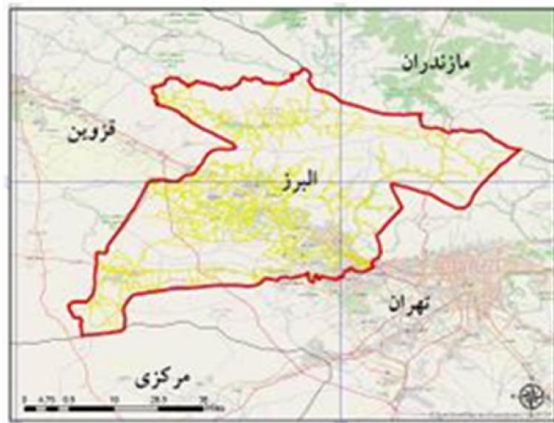 مازندران
قزوین
البرز
تهران
مرکزی